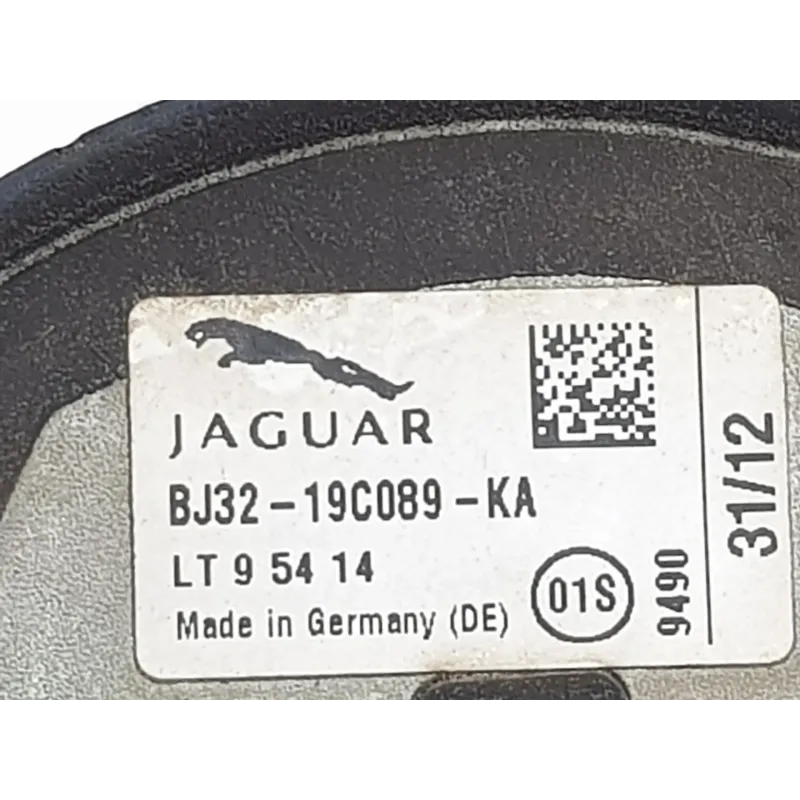 JAGUAR
BJ32-19C089-KA
LT 9 54 14
Made in Germany (DE)
01S
9490
31/12